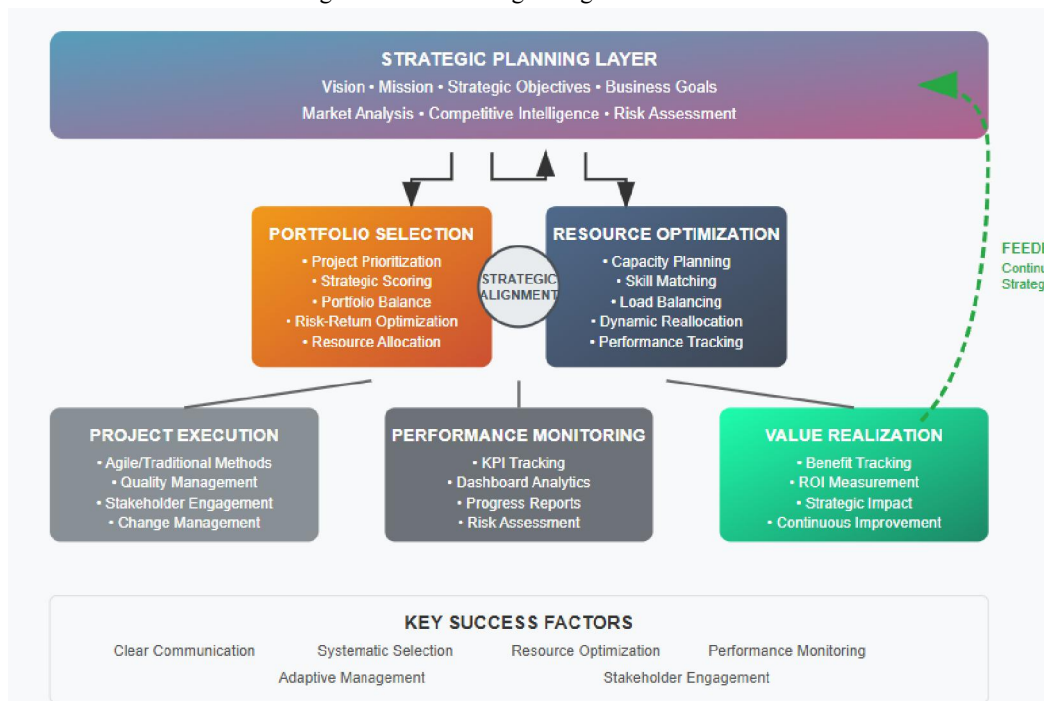 STRATEGIC PLANNING LAYER
Vision • Mission • Strategic Objectives • Business Goals
Market Analysis • Competitive Intelligence • Risk Assessment
PORTFOLIO SELECTION
• Project Prioritization
• Strategic Scoring
• Portfolio Balance
• Risk-Return Optimization
• Resource Allocation
STRATEGIC
ALIGNMENT
RESOURCE OPTIMIZATION
• Capacity Planning
• Skill Matching
• Load Balancing
• Dynamic Reallocation
• Performance Tracking
PROJECT EXECUTION
• Agile/Traditional Methods
• Quality Management
• Stakeholder Engagement
• Change Management
PERFORMANCE MONITORING
• KPI Tracking
• Dashboard Analytics
• Progress Reports
• Risk Assessment
VALUE REALIZATION
• Benefit Tracking
• ROI Measurement
• Strategic Impact
• Continuous Improvement
KEY SUCCESS FACTORS
Clear Communication Systematic Selection Resource Optimization Performance Monitoring
Adaptive Management Stakeholder Engagement